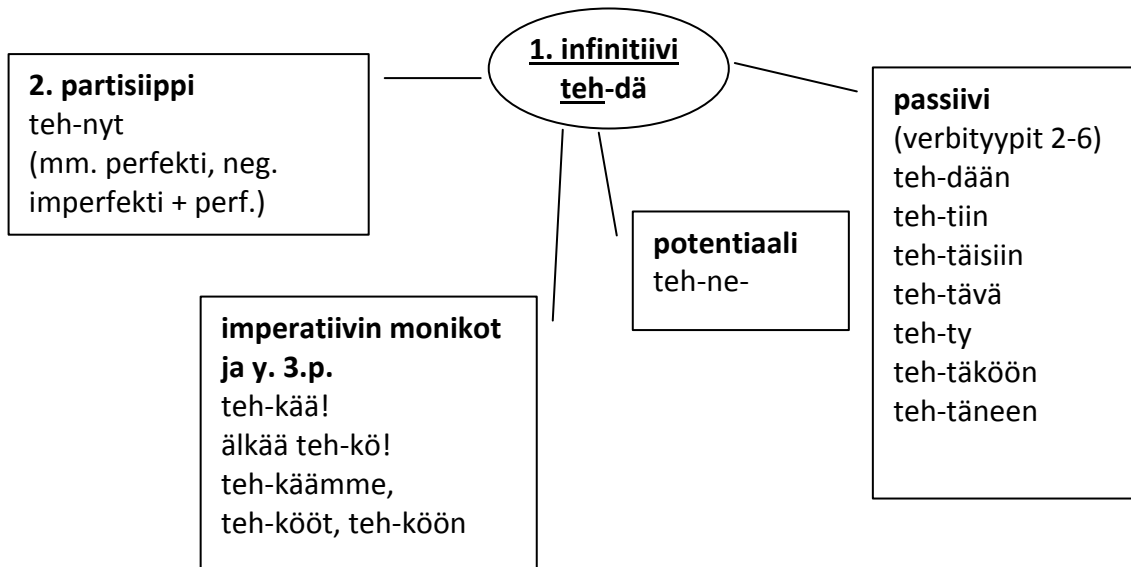 1. infinitiivi
teh-dä
2. partisiippi
teh-nyt
(mm. perfekti, neg.
imperfekti + perf.)
passiivi
(verbityypit 2-6)
teh-dään
teh-tiin
teh-täisiin
teh-tävä
teh-ty
teh-täköön
teh-täneen
potentiaali
teh-ne-
imperatiivin monikot
ja y. 3.p.
teh-kää!
älkää teh-kö!
teh-käämme,
teh-kööt, teh-köön